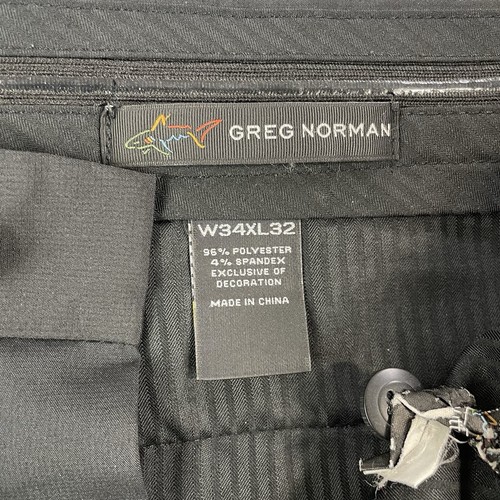 GREG NORMAN
W34XL32
96% POLYESTER
4% SPANDEX
EXCLUSIVE OF
DECORATION
MADE IN CHINA